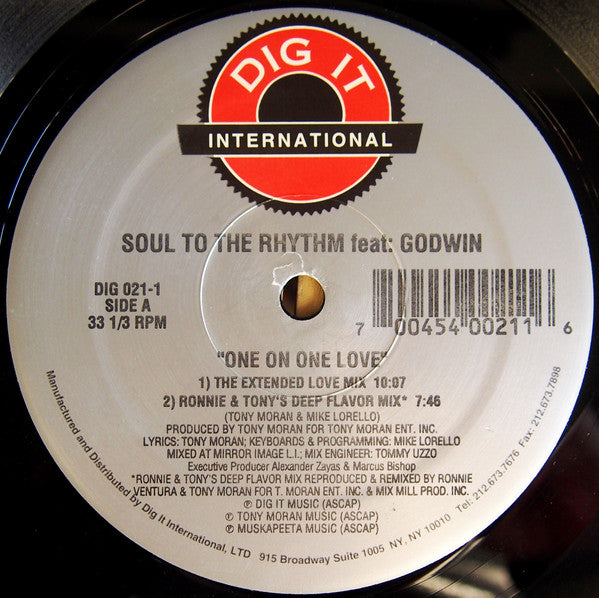 DIG IT
INTERNATIONAL
SOUL TO THE RHYTHM feat: GODWIN
DIG 021-1
SIDE A
33 1/3 RPM
7 00454 00211 6
"ONE ON ONE LOVE"
1) THE EXTENDED LOVE MIX 10:07
2) RONNIE & TONY'S DEEP FLAVOR MIX* 7:46
(TONY MORAN & MIKE LORELLO)
PRODUCED BY TONY MORAN FOR TONY MORAN ENT. INC.
LYRICS: TONY MORAN; KEYBOARDS & PROGRAMMING: MIKE LORELLO
MIXED AT MIRROR IMAGE L.I.; MIX ENGINEER: TOMMY UZZO
Executive Producer Alexander Zayas & Marcus Bishop
*RONNIE & TONY'S DEEP FLAVOR MIX REPRODUCED & REMIXED BY RONNIE
VENTURA & TONY MORAN FOR T. MORAN ENT. INC. & MIX MILL PROD. INC.
℗ DIG IT MUSIC (ASCAP)
℗ TONY MORAN MUSIC (ASCAP)
℗ MUSKAPEETA MUSIC (ASCAP)
Manufactured and Distributed by Dig It International, LTD 915 Broadway Suite 1005 NY, NY 10010 Tel: 212.673.7676 Fax: 212.673.7898